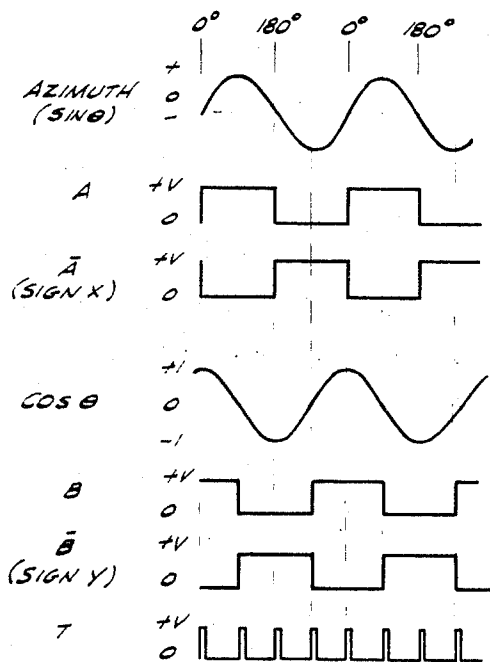 0° 180° 0° 180°
AZIMUTH
(SINθ)
+
0
-
A
+V
0
Ā
(SIGN X)
+V
0
COS θ
+1
0
-1
B
+V
0
B̄
(SIGN Y)
+V
0
T
+V
0